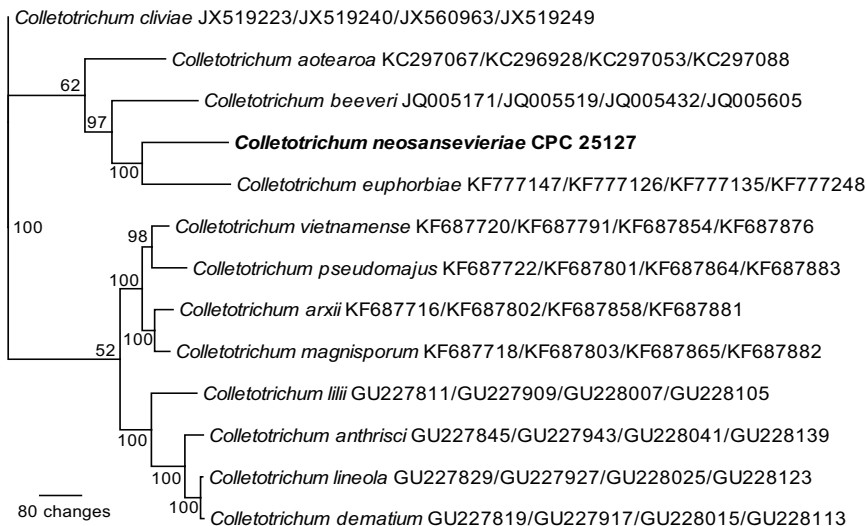 Colletotrichum cliviae JX519223/JX519240/JX560963/JX519249
Colletotrichum aotearoa KC297067/KC296928/KC297053/KC297088
62
Colletotrichum beeveri JQ005171/JQ005519/JQ005432/JQ005605
97
Colletotrichum neosansevieriae CPC 25127
100
Colletotrichum euphorbiae KF777147/KF777126/KF777135/KF777248
100
Colletotrichum vietnamense KF687720/KF687791/KF687854/KF687876
98
Colletotrichum pseudomajus KF687722/KF687801/KF687864/KF687883
100
Colletotrichum arxii KF687716/KF687802/KF687858/KF687881
100
52
Colletotrichum magnisporum KF687718/KF687803/KF687865/KF687882
Colletotrichum lilii GU227811/GU227909/GU228007/GU228105
100
Colletotrichum anthrisci GU227845/GU227943/GU228041/GU228139
100
Colletotrichum lineola GU227829/GU227927/GU228025/GU228123
100
80 changes
Colletotrichum dematium GU227819/GU227917/GU228015/GU228113